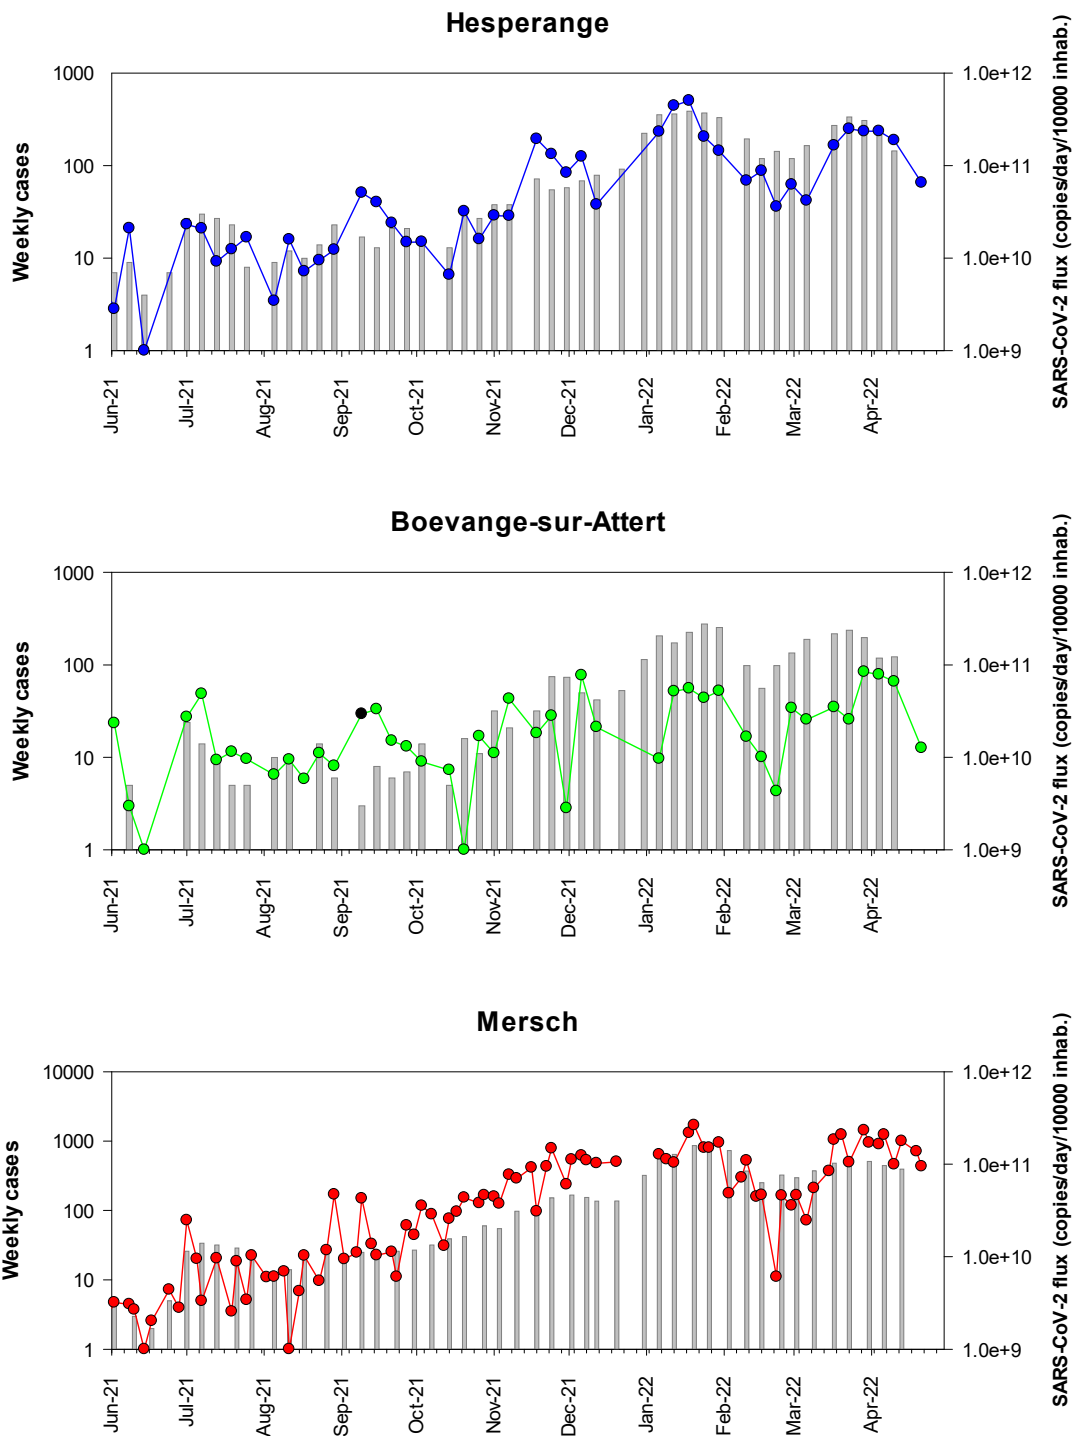 Hesperange
Weekly cases
1000
100
10
1
1.0e+12
1.0e+11
1.0e+10
1.0e+9
SARS-CoV-2 flux (copies/day/10000 inhab.)
Jun-21
Jul-21
Aug-21
Sep-21
Oct-21
Nov-21
Dec-21
Jan-22
Feb-22
Mar-22
Apr-22
Boevange-sur-Attert
Weekly cases
1000
100
10
1
1.0e+12
1.0e+11
1.0e+10
1.0e+9
SARS-CoV-2 flux (copies/day/10000 inhab.)
Jun-21
Jul-21
Aug-21
Sep-21
Oct-21
Nov-21
Dec-21
Jan-22
Feb-22
Mar-22
Apr-22
Mersch
Weekly cases
10000
1000
100
10
1
1.0e+12
1.0e+11
1.0e+10
1.0e+9
SARS-CoV-2 flux (copies/day/10000 inhab.)
Jun-21
Jul-21
Aug-21
Sep-21
Oct-21
Nov-21
Dec-21
Jan-22
Feb-22
Mar-22
Apr-22